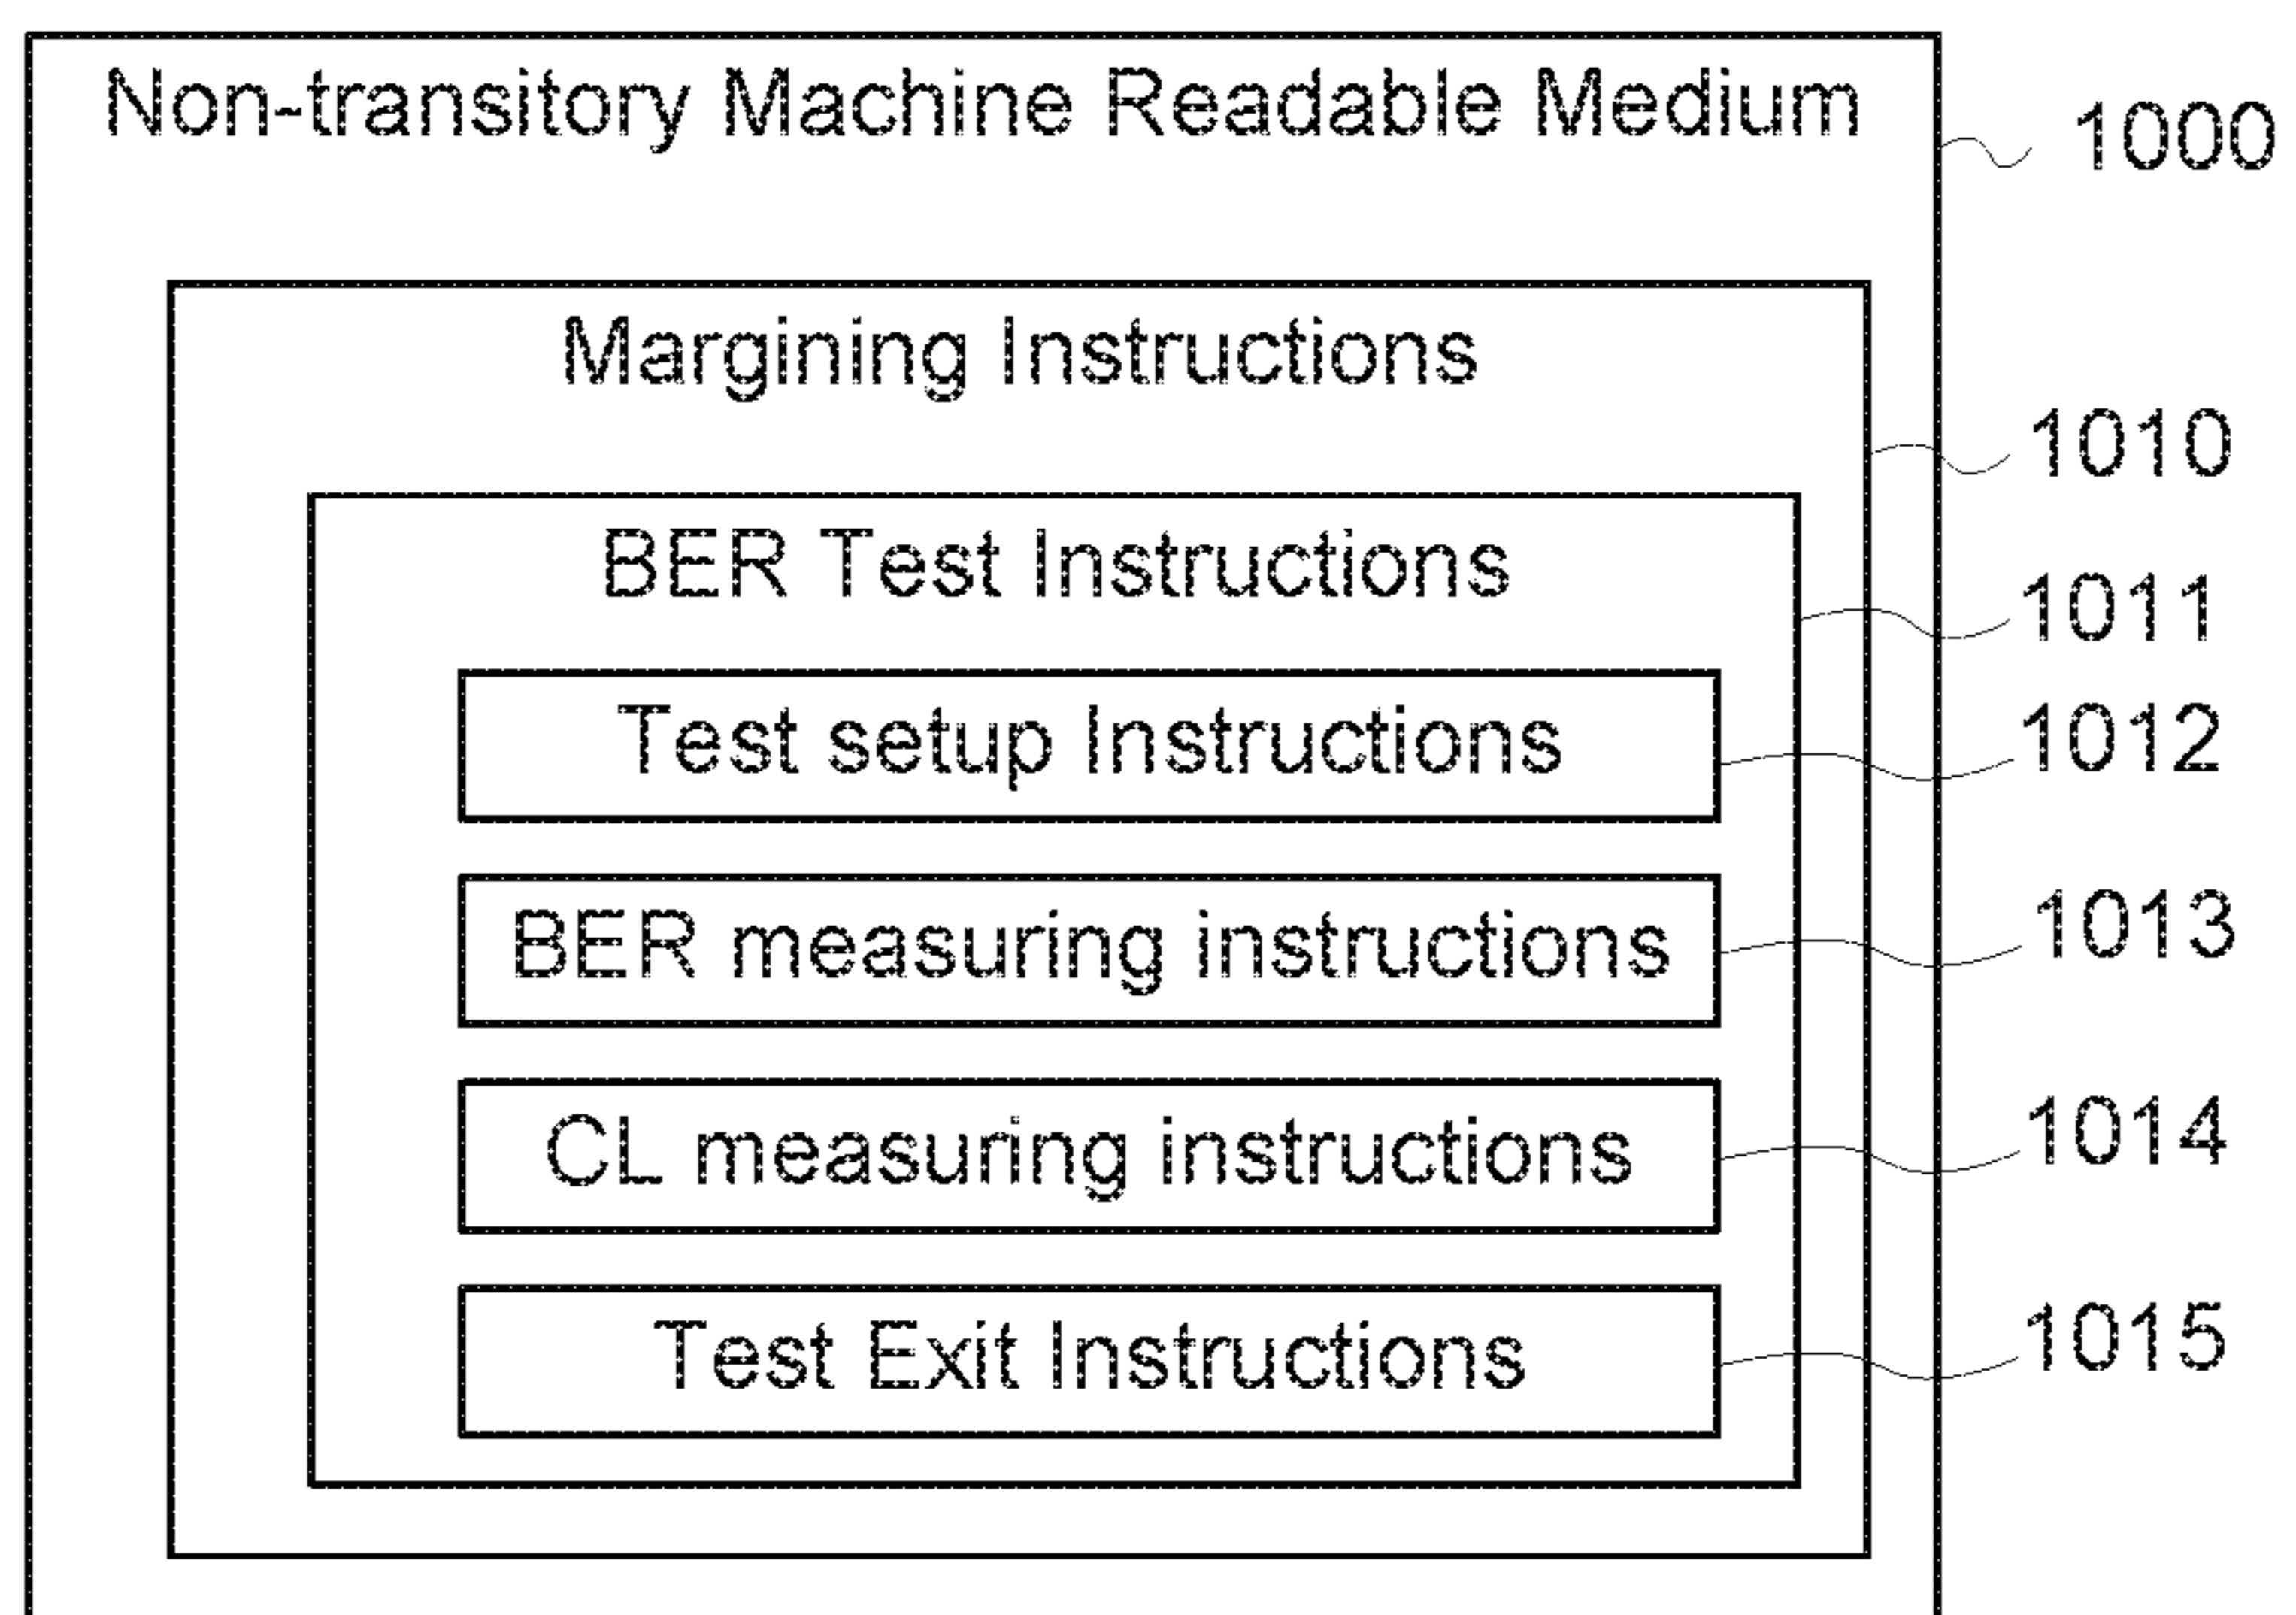 Non-transitory Machine Readable Medium
1000
Margining Instructions
1010
BER Test Instructions
1011
Test setup Instructions
1012
BER measuring instructions
1013
CL measuring instructions
1014
Test Exit Instructions
1015